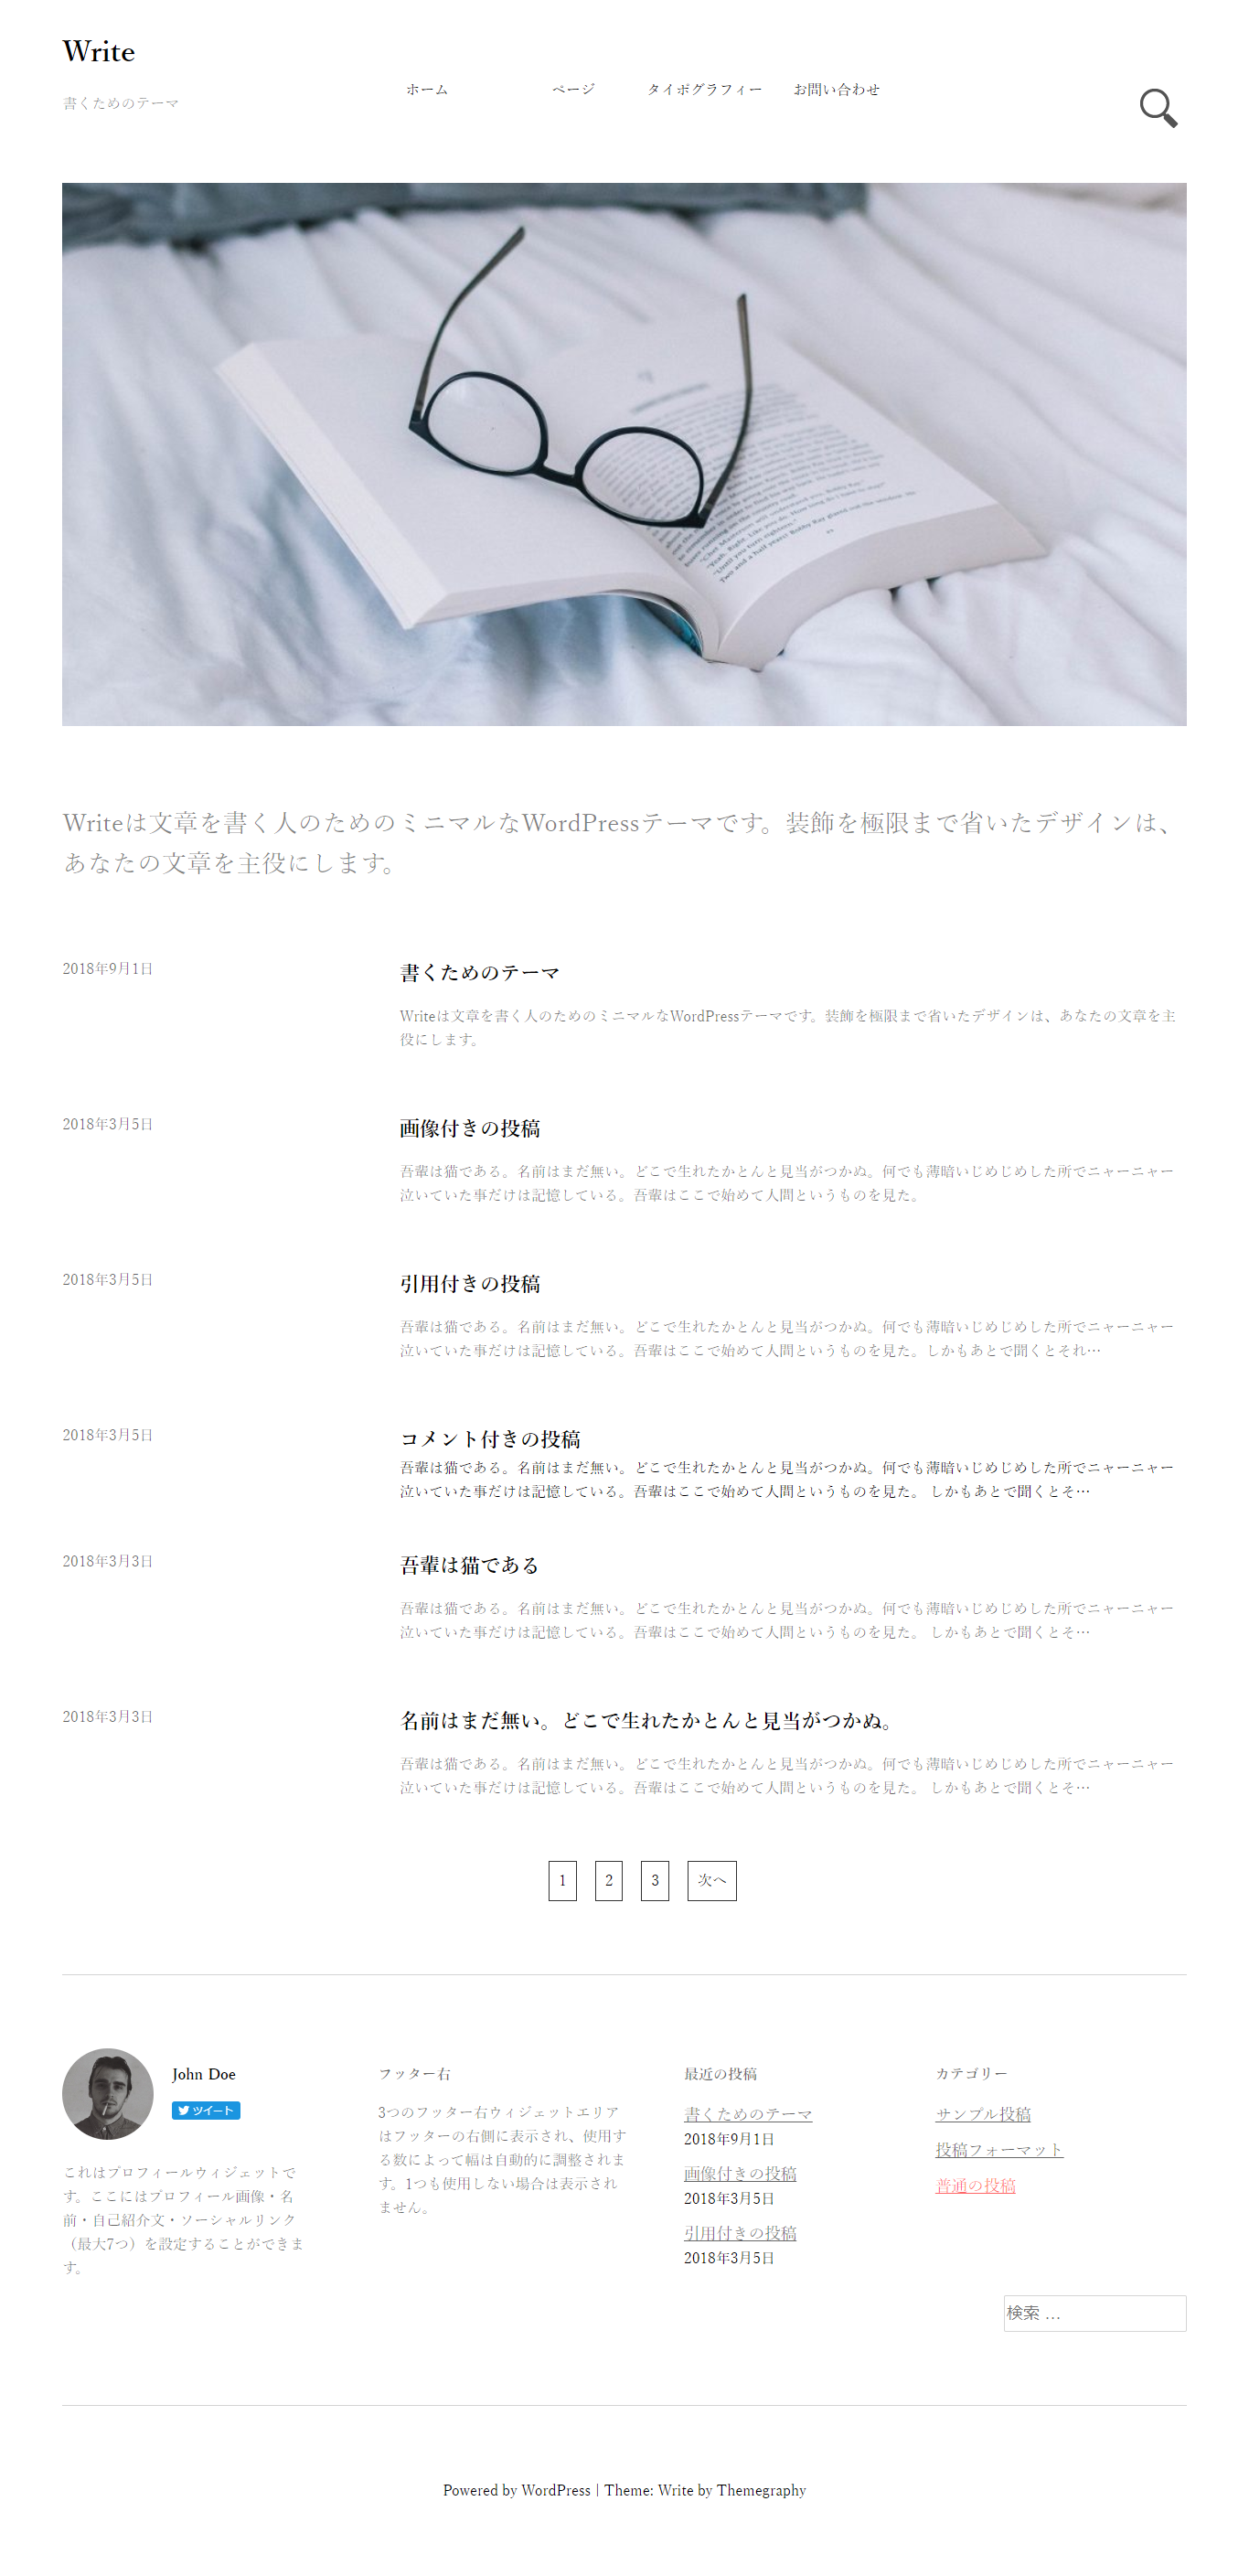 Write
書くためのテーマ
ホーム
ページ
タイポグラフィー
お問い合わせ
Writeは文章を書く人のためのミニマルなWordPressテーマです。装飾を極限まで省いたデザインは、
あなたの文章を主役にします。
2018年9月1日
書くためのテーマ
Writeは文章を書く人のためのミニマルなWordPressテーマです。装飾を極限まで省いたデザインは、あなたの文章を主
役にします。
2018年3月5日
画像付きの投稿
吾輩は猫である。名前はまだ無い。どこで生れたかとんと見当がつかぬ。何でも薄暗いじめじめした所でニャーニャー
泣いていた事だけは記憶している。吾輩はここで始めて人間というものを見た。
2018年3月5日
引用付きの投稿
吾輩は猫である。名前はまだ無い。どこで生れたかとんと見当がつかぬ。何でも薄暗いじめじめした所でニャーニャー
泣いていた事だけは記憶している。吾輩はここで始めて人間というものを見た。しかもあとで聞くとそれ…
2018年3月5日
コメント付きの投稿
吾輩は猫である。名前はまだ無い。どこで生れたかとんと見当がつかぬ。何でも薄暗いじめじめした所でニャーニャー
泣いていた事だけは記憶している。吾輩はここで始めて人間というものを見た。 しかもあとで聞くとそ…
2018年3月3日
吾輩は猫である
吾輩は猫である。名前はまだ無い。どこで生れたかとんと見当がつかぬ。何でも薄暗いじめじめした所でニャーニャー
泣いていた事だけは記憶している。吾輩はここで始めて人間というものを見た。 しかもあとで聞くとそ…
2018年3月3日
名前はまだ無い。どこで生れたかとんと見当がつかぬ。
吾輩は猫である。名前はまだ無い。どこで生れたかとんと見当がつかぬ。何でも薄暗いじめじめした所でニャーニャー
泣いていた事だけは記憶している。吾輩はここで始めて人間というものを見た。 しかもあとで聞くとそ…
1 2 3 次へ
John Doe
ツイート
これはプロフィールウィジェットで
す。ここにはプロフィール画像・名
前・自己紹介文・ソーシャルリンク
（最大7つ）を設定することができま
す。
フッター右
3つのフッター右ウィジェットエリア
はフッターの右側に表示され、使用す
る数によって幅は自動的に調整されま
す。1つも使用しない場合は表示され
ません。
最近の投稿
書くためのテーマ
2018年9月1日
画像付きの投稿
2018年3月5日
引用付きの投稿
2018年3月5日
カテゴリー
サンプル投稿
投稿フォーマット
普通の投稿
検索 …
Powered by WordPress | Theme: Write by Themegraphy